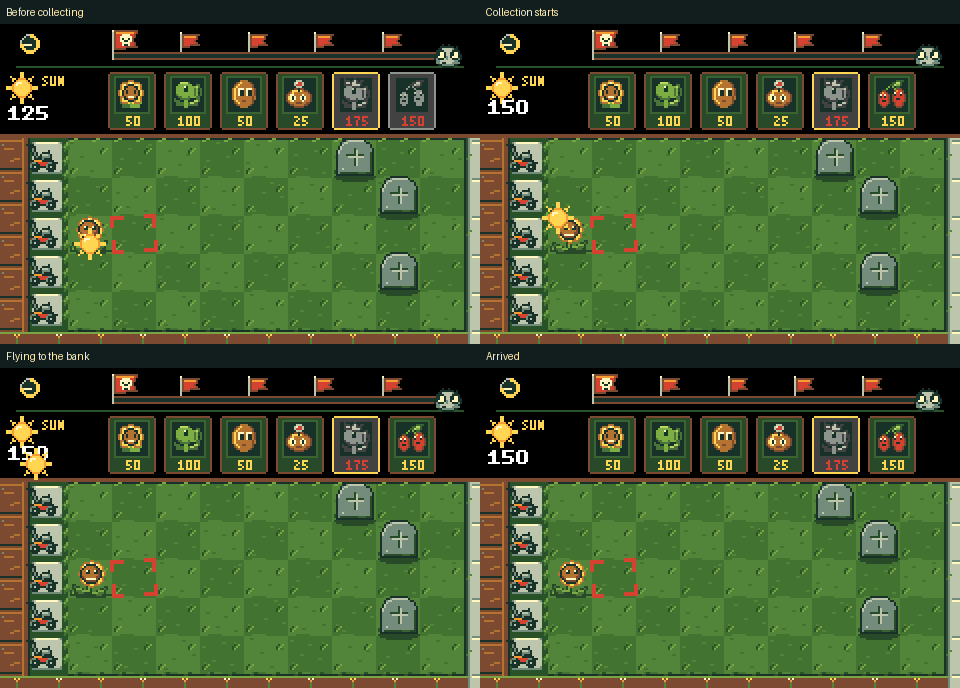 Before collecting
SUN
125
50 100 50 25 175 150
Collection starts
SUN
150
50 100 50 25 175 150
Flying to the bank
SUN
150
50 100 50 25 175 150
Arrived
SUN
150
50 100 50 25 175 150